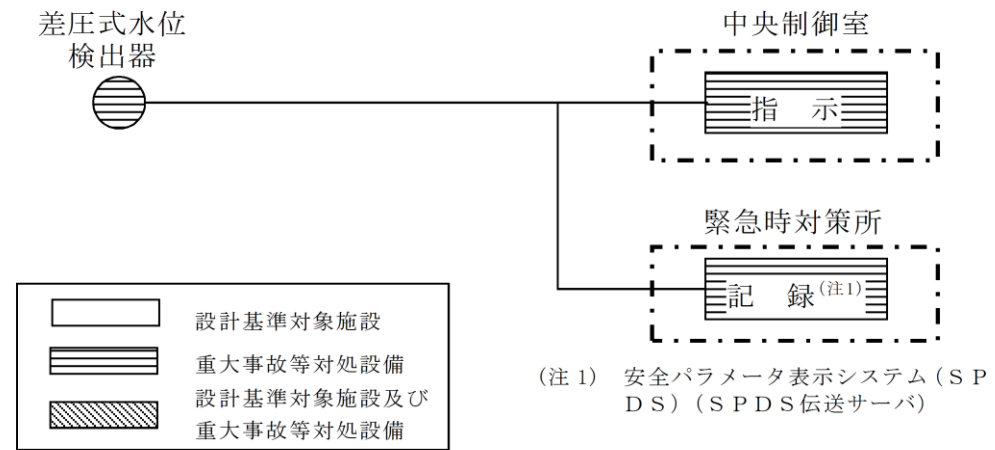 差圧式水位
検出器
中央制御室
指　示
緊急時対策所
記　録(注1)
設計基準対象施設
重大事故等対処設備
設計基準対象施設及び
重大事故等対処設備
(注 1)　安全パラメータ表示システム（ＳＰ
ＤＳ）（ＳＰＤＳ伝送サーバ）